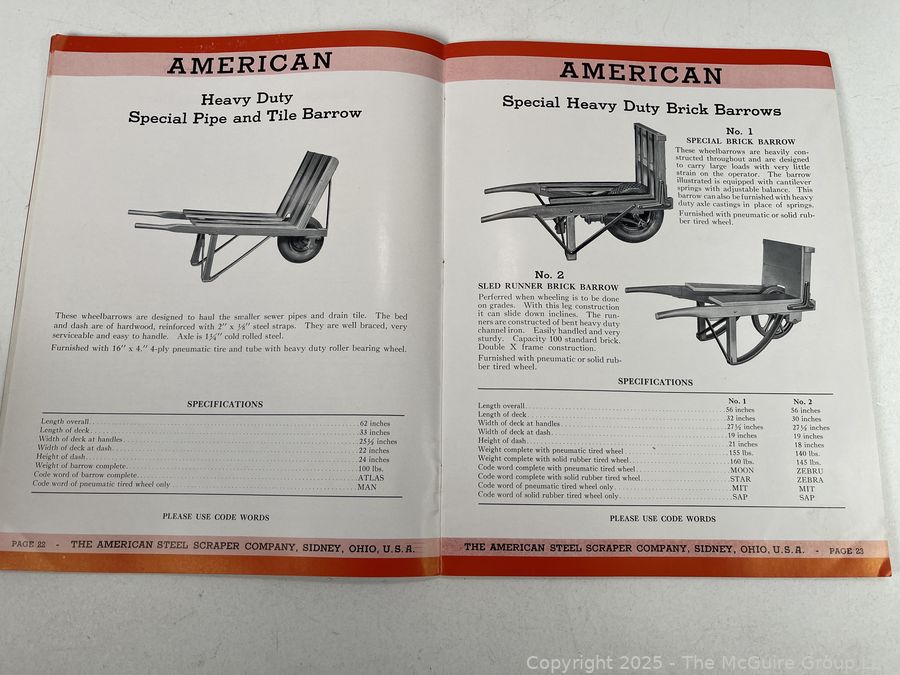 AMERICAN
Heavy Duty
Special Pipe and Tile Barrow
These wheelbarrows are designed to haul the smaller sewer pipes and drain tile. The bed
and dash are of hardwood, reinforced with 2" x ⅛" steel straps. They are well braced, very
serviceable and easy to handle. Axle is 1¼" cold rolled steel.
Furnished with 16" x 4." 4-ply pneumatic tire and tube with heavy duty roller bearing wheel.
SPECIFICATIONS
Length overall 62 inches
Length of deck 33 inches
Width of deck at handles 25½ inches
Width of deck at dash 22 inches
Height of dash 24 inches
Weight of barrow complete 100 lbs.
Code word of barrow complete ATLAS
Code word of pneumatic tired wheel only MAN
PLEASE USE CODE WORDS
PAGE 22 - THE AMERICAN STEEL SCRAPER COMPANY, SIDNEY, OHIO, U.S.A.
AMERICAN
Special Heavy Duty Brick Barrows
No. 1
SPECIAL BRICK BARROW
These wheelbarrows are heavily con-
structed throughout and are designed
to carry large loads with very little
strain on the operator. The barrow
illustrated is equipped with cantilever
springs with adjustable balance. This
barrow can also be furnished with heavy
duty axle castings in place of springs.
Furnished with pneumatic or solid rub-
ber tired wheel.
No. 2
SLED RUNNER BRICK BARROW
Perferred when wheeling is to be done
on grades. With this leg construction
it can slide down inclines. The run-
ners are constructed of bent heavy duty
channel iron. Easily handled and very
sturdy. Capacity 100 standard brick.
Double X frame construction.
Furnished with pneumatic or solid rub-
ber tired wheel.
SPECIFICATIONS
No. 1 No. 2
Length overall 56 inches 56 inches
Length of deck 32 inches 30 inches
Width of deck at handles 27½ inches 27½ inches
Width of deck at dash 19 inches 19 inches
Height of dash 21 inches 18 inches
Weight complete with pneumatic tired wheel 155 lbs. 140 lbs.
Weight complete with solid rubber tired wheel 160 lbs. 145 lbs.
Code word complete with pneumatic tired wheel MOON ZEBRU
Code word complete with solid rubber tired wheel STAR ZEBRA
Code word of pneumatic tired wheel only MIT MIT
Code word of solid rubber tired wheel only SAP SAP
PLEASE USE CODE WORDS
THE AMERICAN STEEL SCRAPER COMPANY, SIDNEY, OHIO, U.S.A. - PAGE 23
Copyright 2025 - The McGuire Group LLC